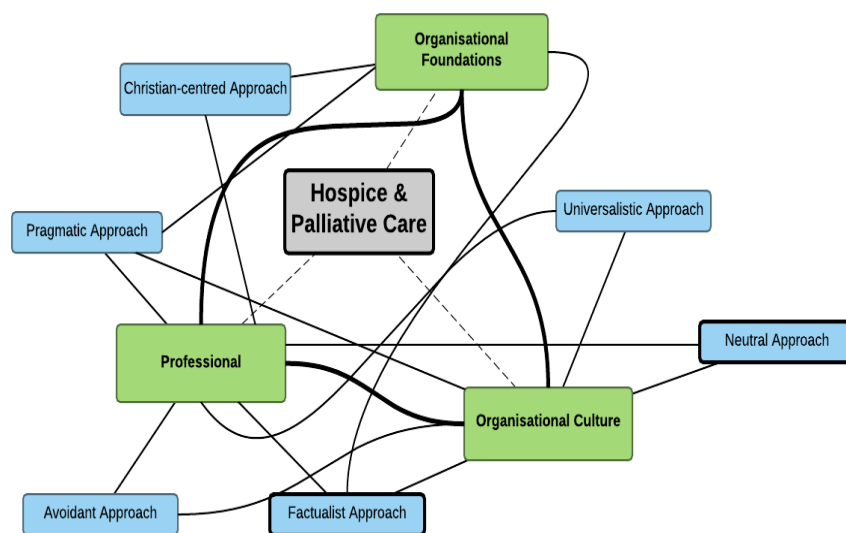 Organisational
Foundations
Christian-centred Approach
Hospice &
Palliative Care
Universalistic Approach
Pragmatic Approach
Neutral Approach
Professional
Organisational Culture
Avoidant Approach
Factualist Approach